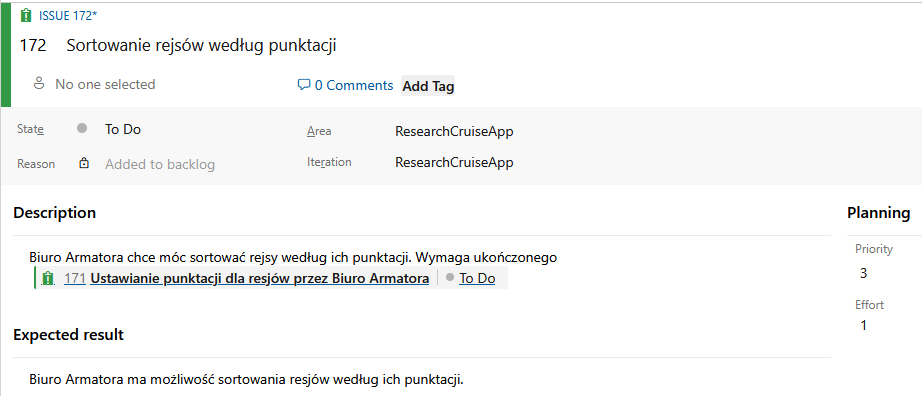 ISSUE 172*
172 Sortowanie rejsów według punktacji
No one selected
0 Comments Add Tag
State To Do
Area ResearchCruiseApp
Reason Added to backlog
Iteration ResearchCruiseApp
Description
Biuro Armatora chce móc sortować rejsy według ich punktacji. Wymaga ukończonego
171 Ustawianie punktacji dla resjów przez Biuro Armatora To Do
Expected result
Biuro Armatora ma możliwość sortowania resjów według ich punktacji.
Planning
Priority
3
Effort
1